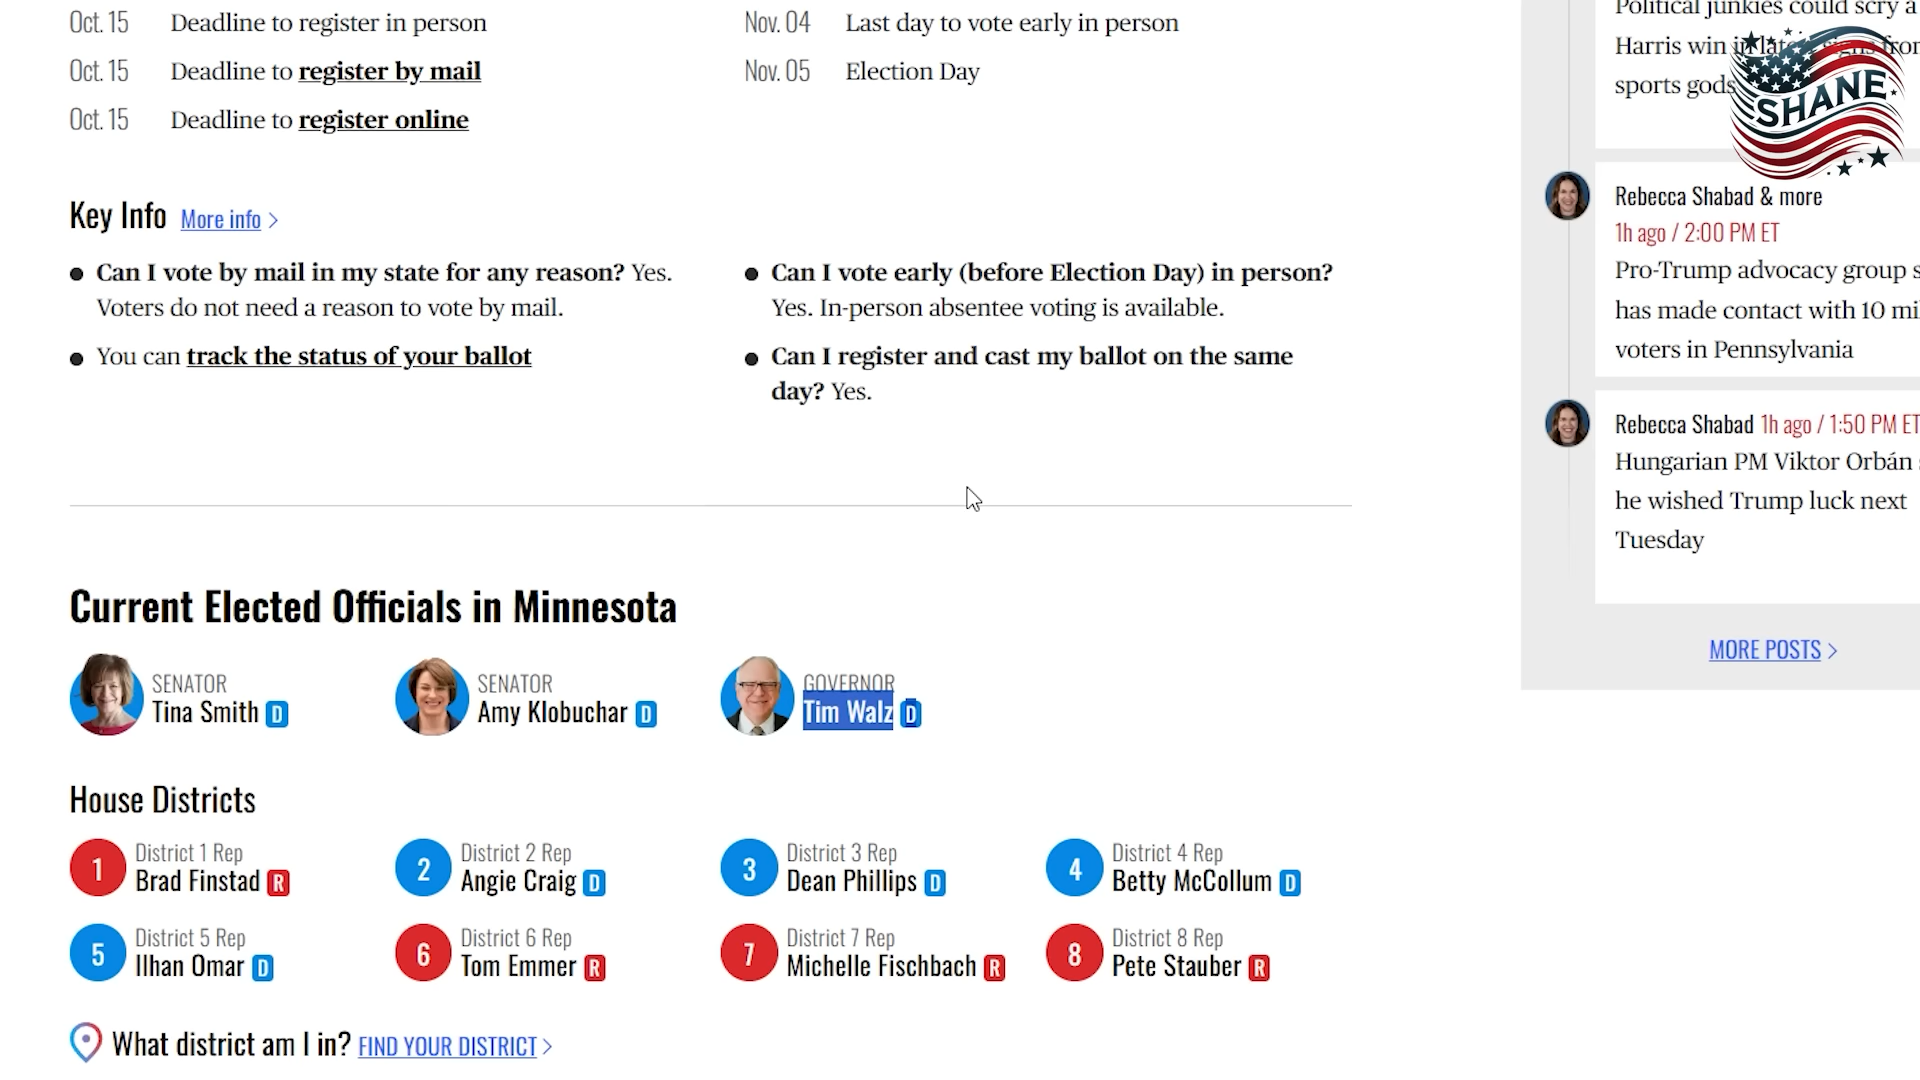 Oct. 15 Deadline to register in person
Oct. 15 Deadline to register by mail
Oct. 15 Deadline to register online
Nov. 04 Last day to vote early in person
Nov. 05 Election Day
Key Info More info
Can I vote by mail in my state for any reason? Yes.
Voters do not need a reason to vote by mail.
You can track the status of your ballot
Can I vote early (before Election Day) in person?
Yes. In-person absentee voting is available.
Can I register and cast my ballot on the same
day? Yes.
Current Elected Officials in Minnesota
SENATOR
Tina Smith D
SENATOR
Amy Klobuchar D
GOVERNOR
Tim Walz D
House Districts
1 District 1 Rep
Brad Finstad R
2 District 2 Rep
Angie Craig D
3 District 3 Rep
Dean Phillips D
4 District 4 Rep
Betty McCollum D
5 District 5 Rep
Ilhan Omar D
6 District 6 Rep
Tom Emmer R
7 District 7 Rep
Michelle Fischbach R
8 District 8 Rep
Pete Stauber R
What district am I in? FIND YOUR DISTRICT
Political junkies could scry a
Harris win in
sports gods
SHANE
Rebecca Shabad & more
1h ago / 2:00 PM ET
Pro-Trump advocacy group
has made contact with 10
voters in Pennsylvania
Rebecca Shabad 1h ago / 1:50 PM ET
Hungarian PM Viktor Orbán
he wished Trump luck next
Tuesday
MORE POSTS